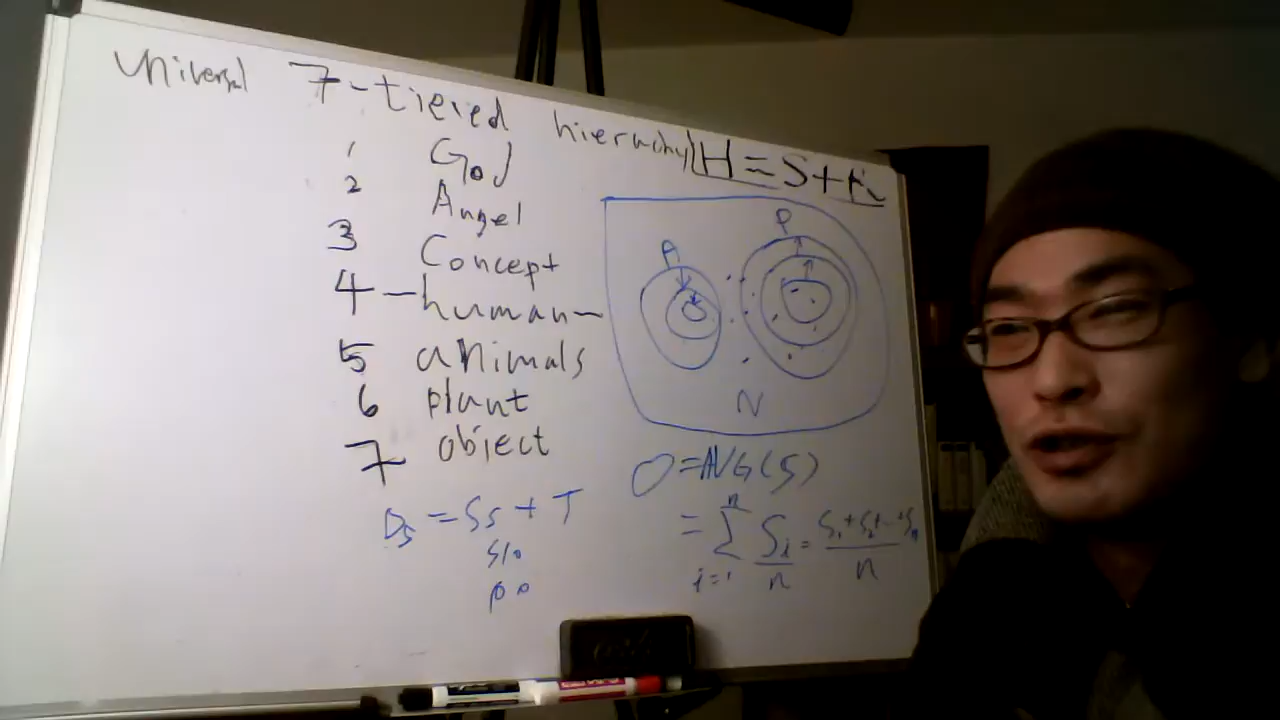 Universal 7-tiered hierarchy
H=S+R
1 God
2 Angel
3 Concept
4 - human -
5 animals
6 plant
7 object
A
P
N
O=AVG(S)
= n Σ i=1 Si/n = S1+S2+...+Sn/n
Ds = Ss + T
S/o
p o